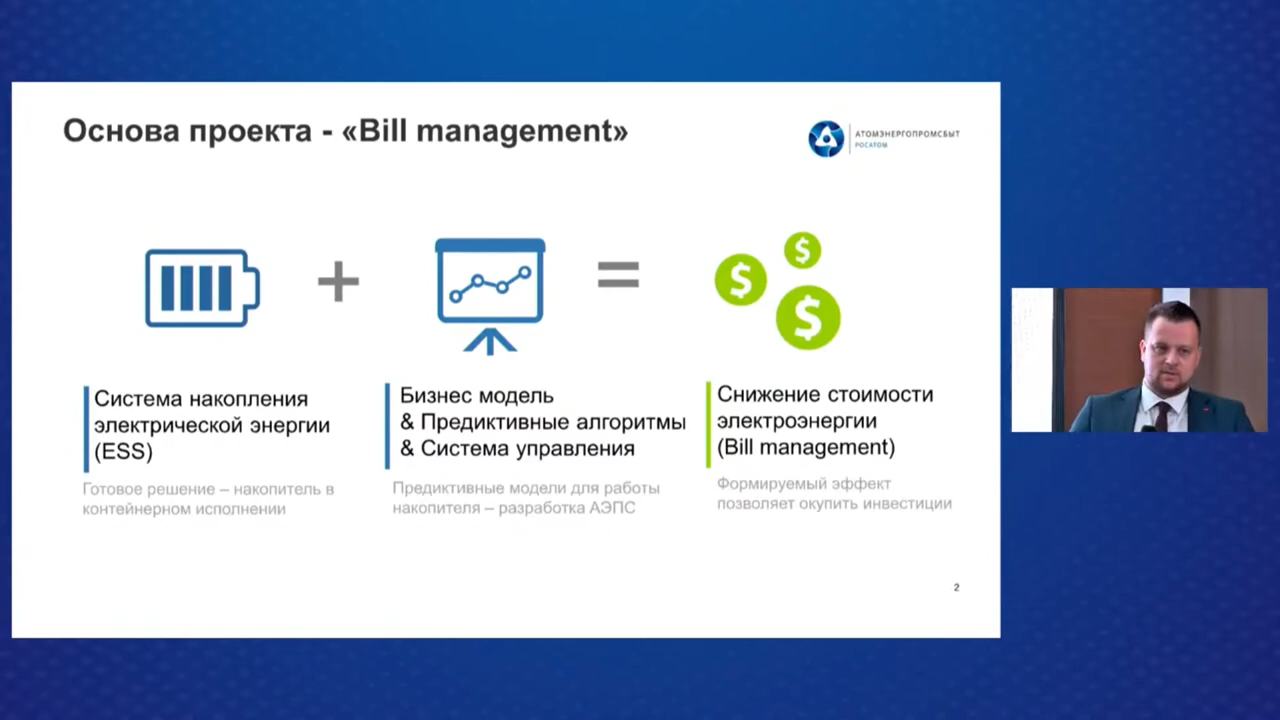 Основа проекта - «Bill management»
АТОМЭНЕРГОПРОМСБЫТ
РОСАТОМ
Система накопления
электрической энергии
(ESS)
Готовое решение – накопитель в
контейнерном исполнении
Бизнес модель
& Предиктивные алгоритмы
& Система управления
Предиктивные модели для работы
накопителя – разработка АЭПС
Снижение стоимости
электроэнергии
(Bill management)
Формируемый эффект
позволяет окупить инвестиции
2